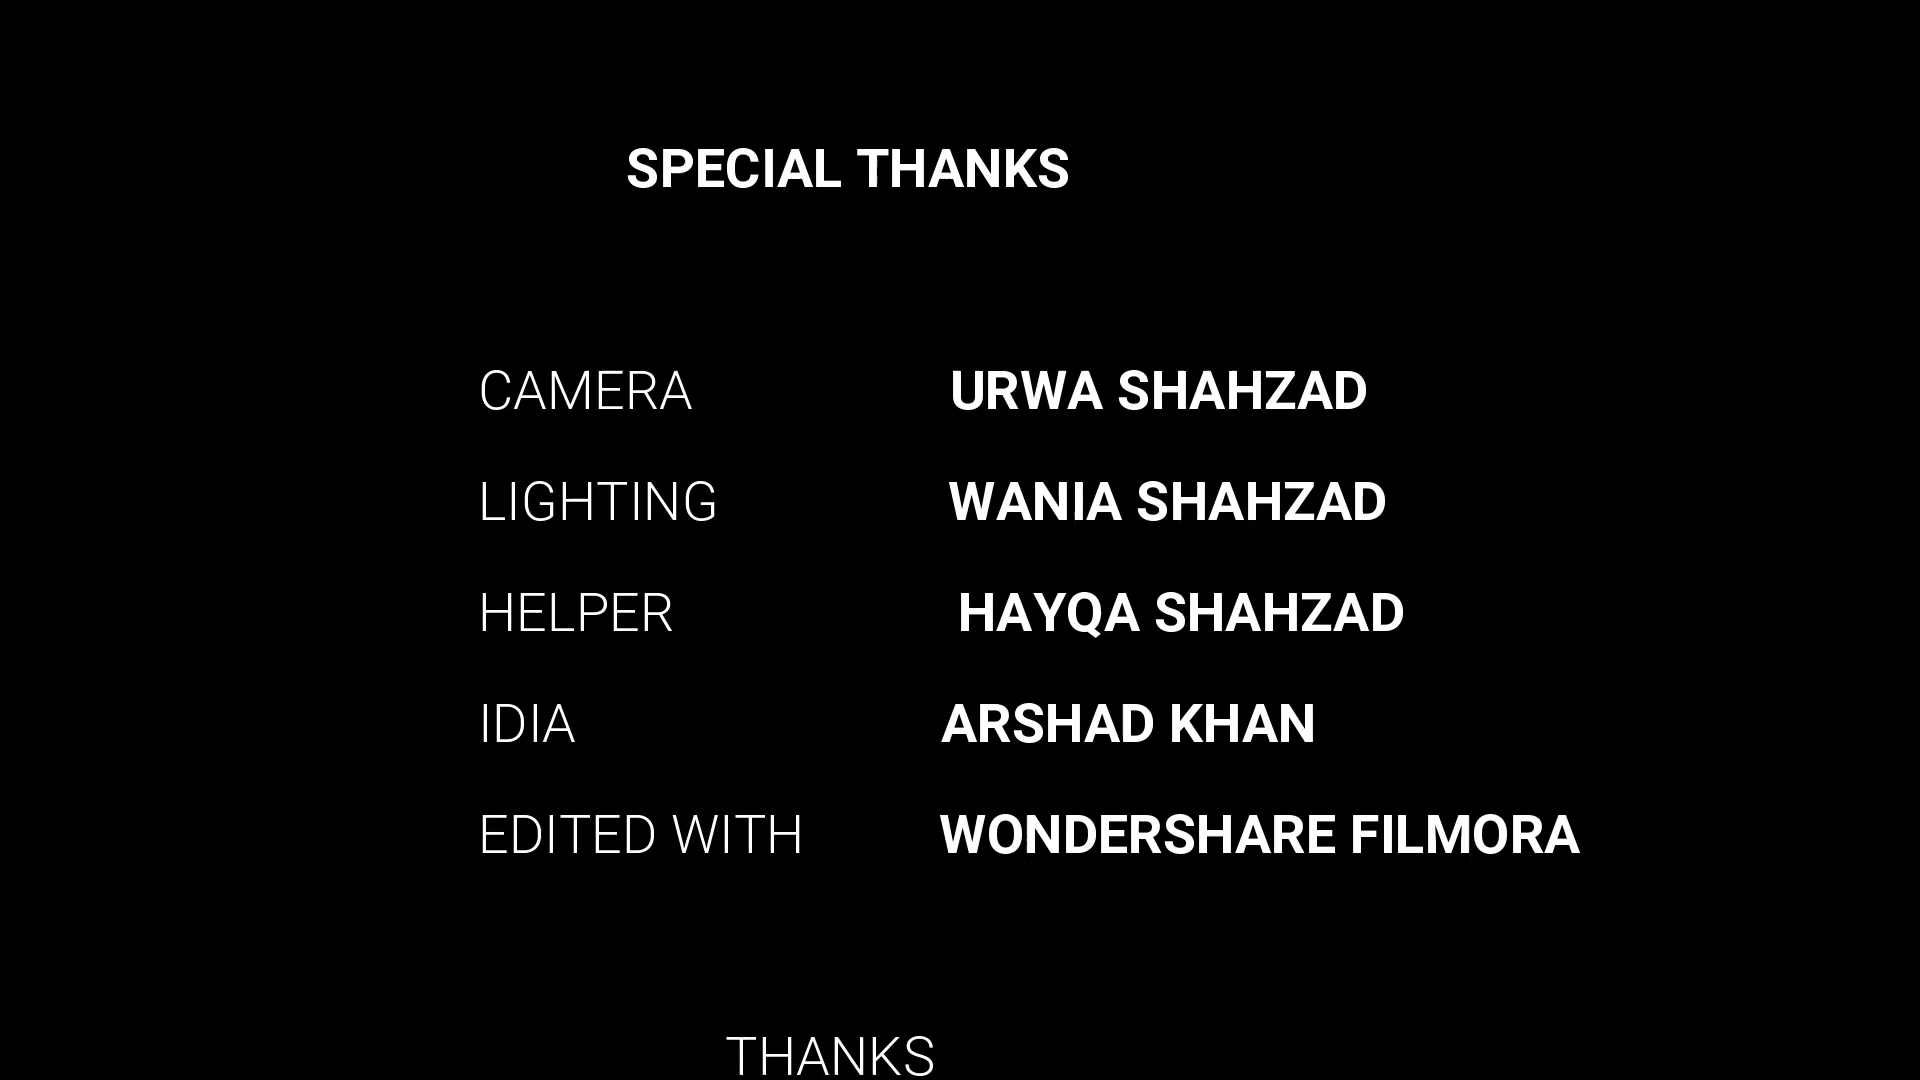 SPECIAL THANKS
CAMERA URWA SHAHZAD
LIGHTING WANIA SHAHZAD
HELPER HAYQA SHAHZAD
IDIA ARSHAD KHAN
EDITED WITH WONDERSHARE FILMORA
THANKS